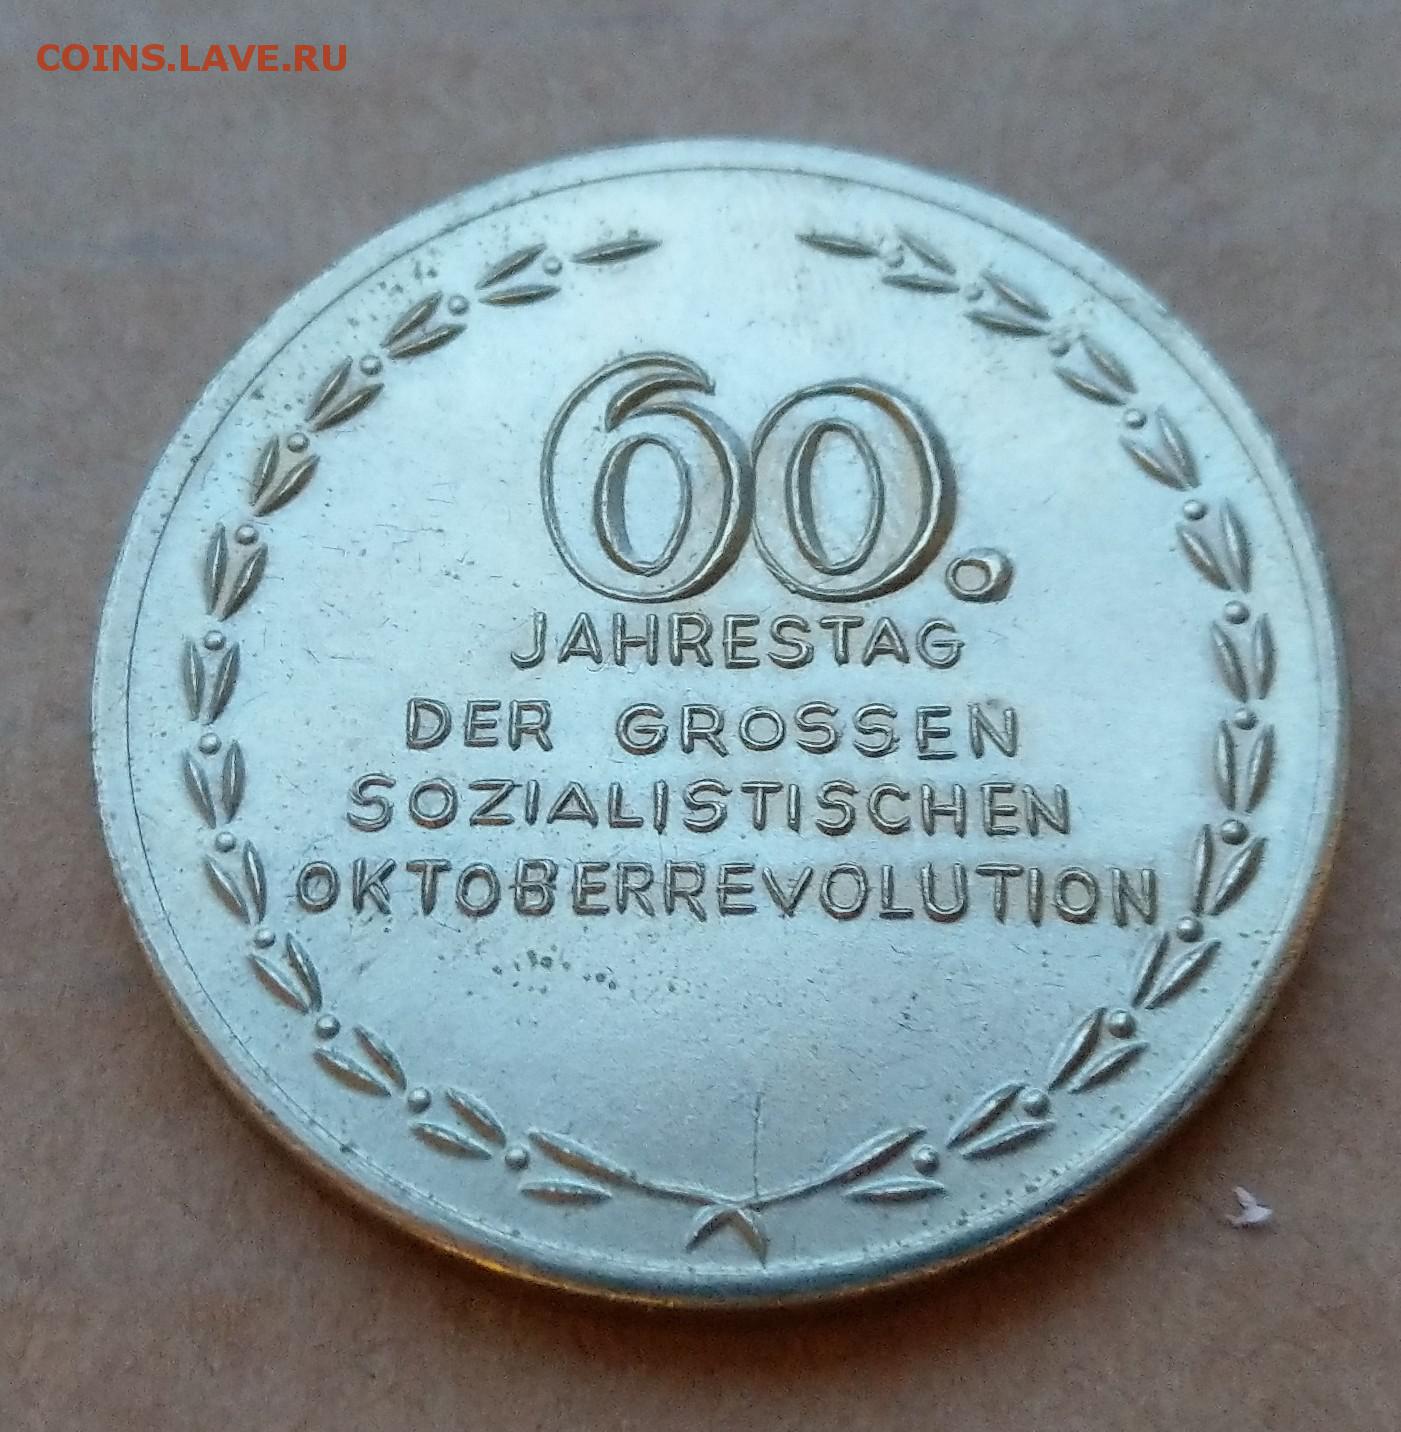 COINS.LAVE.RU
60.
JAHRESTAG
DER GROSSEN
SOZIALISTISCHEN
OKTOBERREVOLUTION